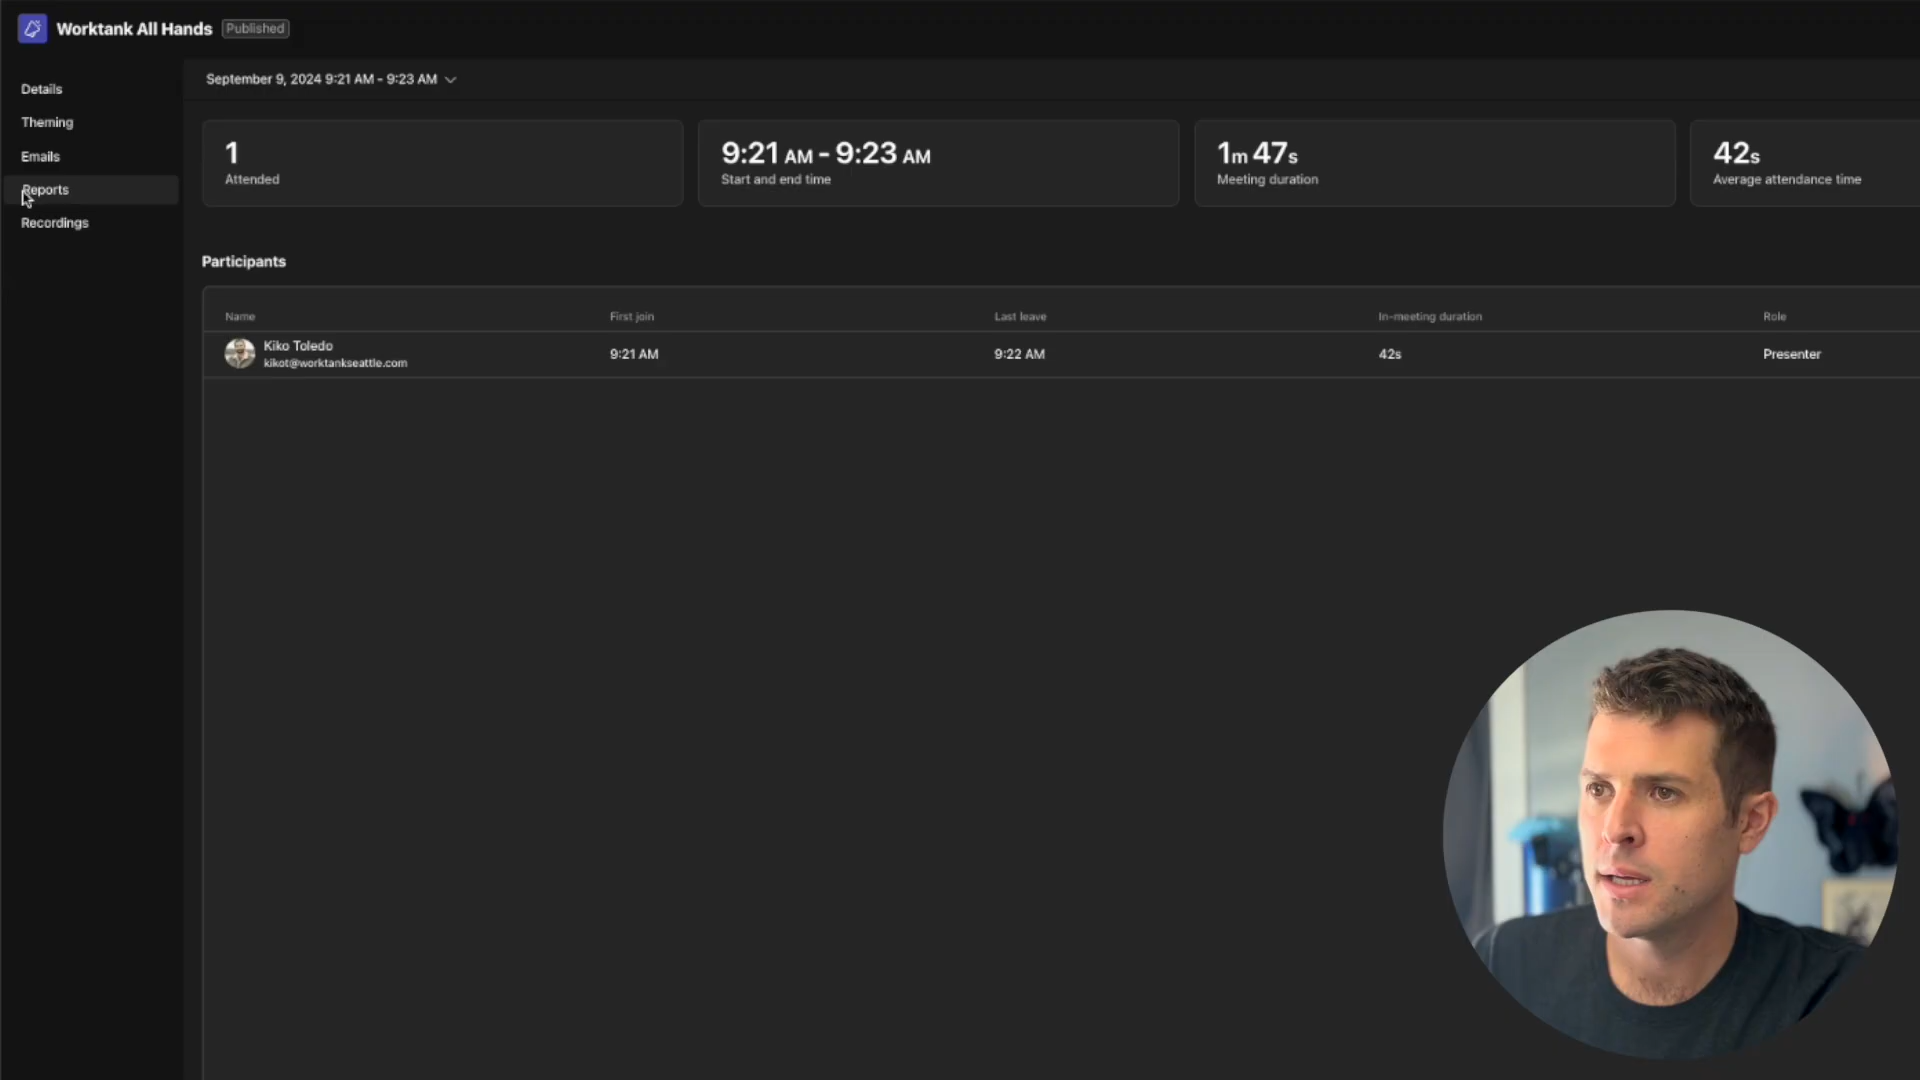 Worktank All Hands Published
Details
Theming
Emails
Reports
Recordings
September 9, 2024 9:21 AM - 9:23 AM
1
Attended
9:21 AM - 9:23 AM
Start and end time
1m 47s
Meeting duration
42s
Average attendance time
Participants
Name First join Last leave In-meeting duration Role
Kiko Toledo
kikot@worktankseattle.com
9:21 AM 9:22 AM 42s Presenter